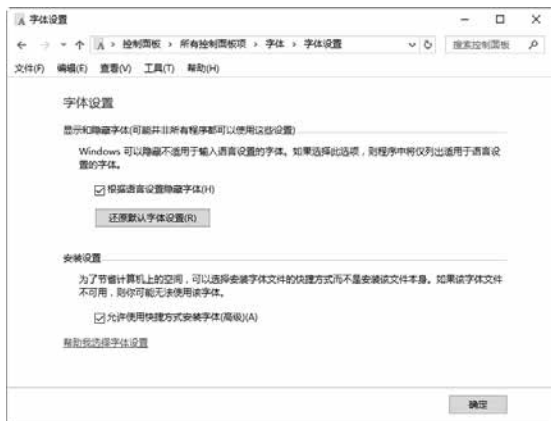 字体设置
控制面板 › 所有控制面板项 › 字体 › 字体设置
搜索控制面板
文件(F) 编辑(E) 查看(V) 工具(T) 帮助(H)
字体设置
显示和隐藏字体(可能并非所有程序都可以使用这些设置)
Windows 可以隐藏不适用于输入语言设置的字体。如果选择此选项，则程序中将仅列出适用于语言设
置的字体。
根据语言设置隐藏字体(H)
还原默认字体设置(R)
安装设置
为了节省计算机上的空间，可以选择安装字体文件的快捷方式而不是安装该文件本身。如果该字体文件
不可用，则你可能无法使用该字体。
允许使用快捷方式安装字体(高级)(A)
帮助我选择字体设置
确定